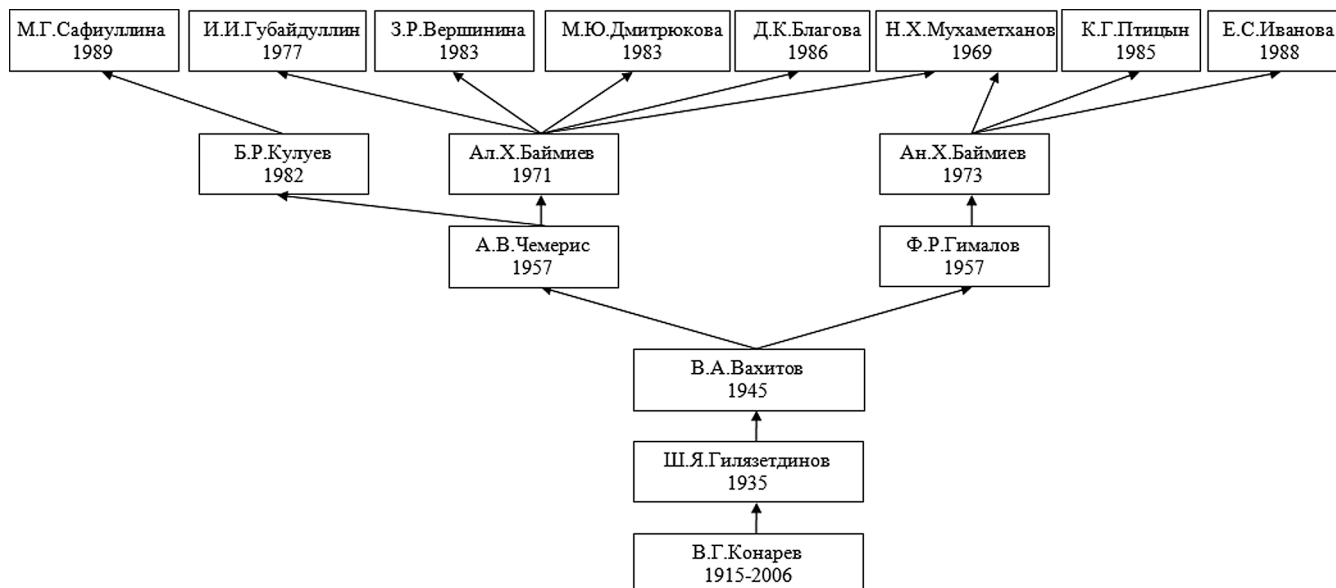 М.Г.Сафиуллина
1989
И.И.Губайдуллин
1977
З.Р.Вершинина
1983
М.Ю.Дмитрюкова
1983
Д.К.Благова
1986
Н.Х.Мухаметханов
1969
К.Г.Птицын
1985
Е.С.Иванова
1988
Б.Р.Кулуев
1982
Ал.Х.Баймиев
1971
Ан.Х.Баймиев
1973
А.В.Чемерис
1957
Ф.Р.Гималов
1957
В.А.Вахитов
1945
Ш.Я.Гилязетдинов
1935
В.Г.Конарев
1915-2006